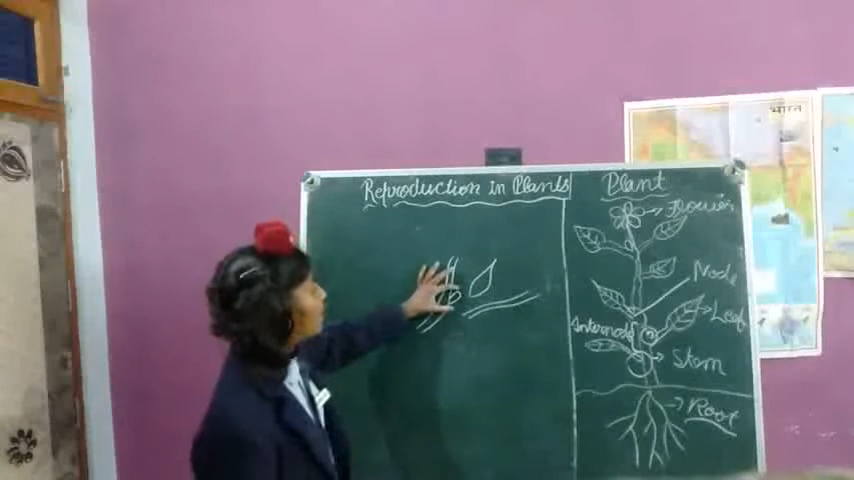 Reproduction in Plants
Plant
Flower
Node
Leaf
Internode
Stem
Root
भारत